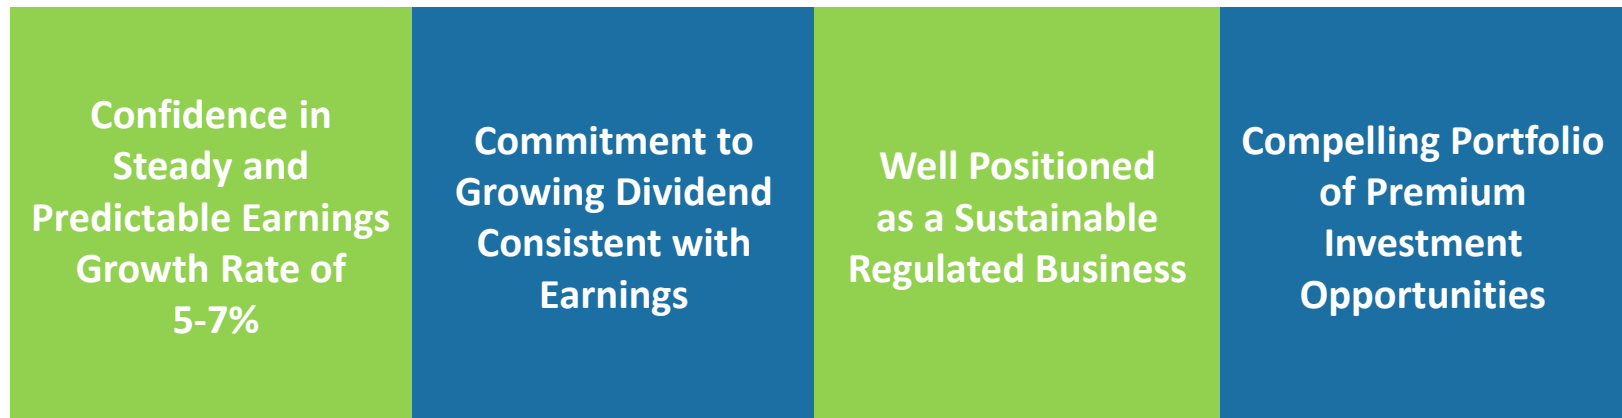 Confidence in
Steady and
Predictable Earnings
Growth Rate of
5-7%
Commitment to
Growing Dividend
Consistent with
Earnings
Well Positioned
as a Sustainable
Regulated Business
Compelling Portfolio
of Premium
Investment
Opportunities